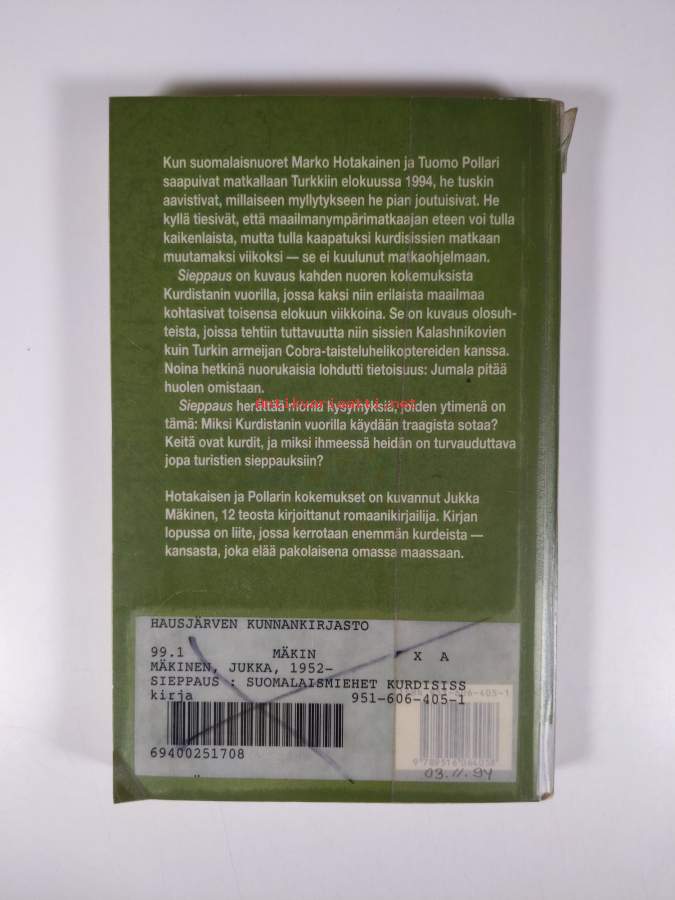 Kun suomalaisnuoret Marko Hotakainen ja Tuomo Pollari
saapuivat matkallaan Turkkiin elokuussa 1994, he tuskin
aavistivat, millaiseen myllytykseen he pian joutuisivat. He
kyllä tiesivät, että maailmanympärimatkaajan eteen voi tulla
kaikenlaista, mutta tulla kaapatuksi kurdisissien matkaan
muutamaksi viikoksi — se ei kuulunut matkaohjelmaan.
Sieppaus on kuvaus kahden nuoren kokemuksista
Kurdistanin vuorilla, jossa kaksi niin erilaista maailmaa
kohtasivat toisensa elokuun viikkoina. Se on kuvaus olosuh-
teista, joissa tehtiin tuttavuutta niin sissien Kalashnikovien
kuin Turkin armeijan Cobra-taisteluhelikoptereiden kanssa.
Noina hetkinä nuorukaisia lohdutti tietoisuus: Jumala pitää
huolen omistaan.
antikvariaatti.net
Sieppaus herättää monia kysymyksiä, joiden ytimenä on
tämä: Miksi Kurdistanin vuorilla käydään traagista sotaa?
Keitä ovat kurdit, ja miksi ihmeessä heidän on turvauduttava
jopa turistien sieppauksiin?
Hotakaisen ja Pollarin kokemukset on kuvannut Jukka
Mäkinen, 12 teosta kirjoittanut romaanikirjailija. Kirjan
lopussa on liite, jossa kerrotaan enemmän kurdeista —
kansasta, joka elää pakolaisena omassa maassaan.
HAUSJÄRVEN KUNNANKIRJASTO
99.1 MÄKIN X A
MÄKINEN, JUKKA, 1952-
SIEPPAUS : SUOMALAISMIEHET KURDISISS
kirja 951-606-405-1
-606-405-1
69400251708
9 789516 064058
03.11.94